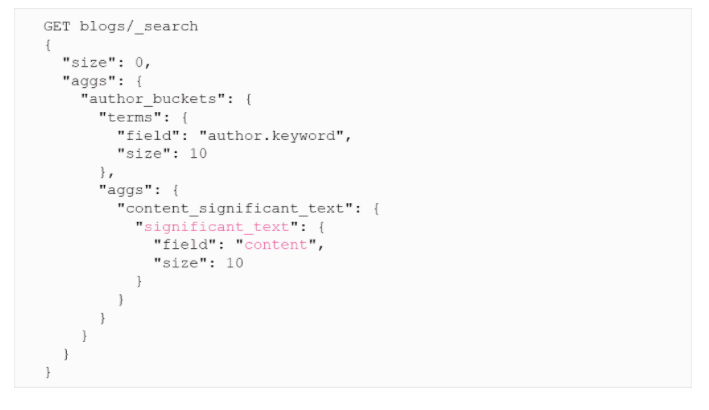 GET blogs/_search
{
  "size": 0,
  "aggs": {
    "author_buckets": {
      "terms": {
        "field": "author.keyword",
        "size": 10
      },
      "aggs": {
        "content_significant_text": {
          "significant_text": {
            "field": "content",
            "size": 10
          }
        }
      }
    }
  }
}